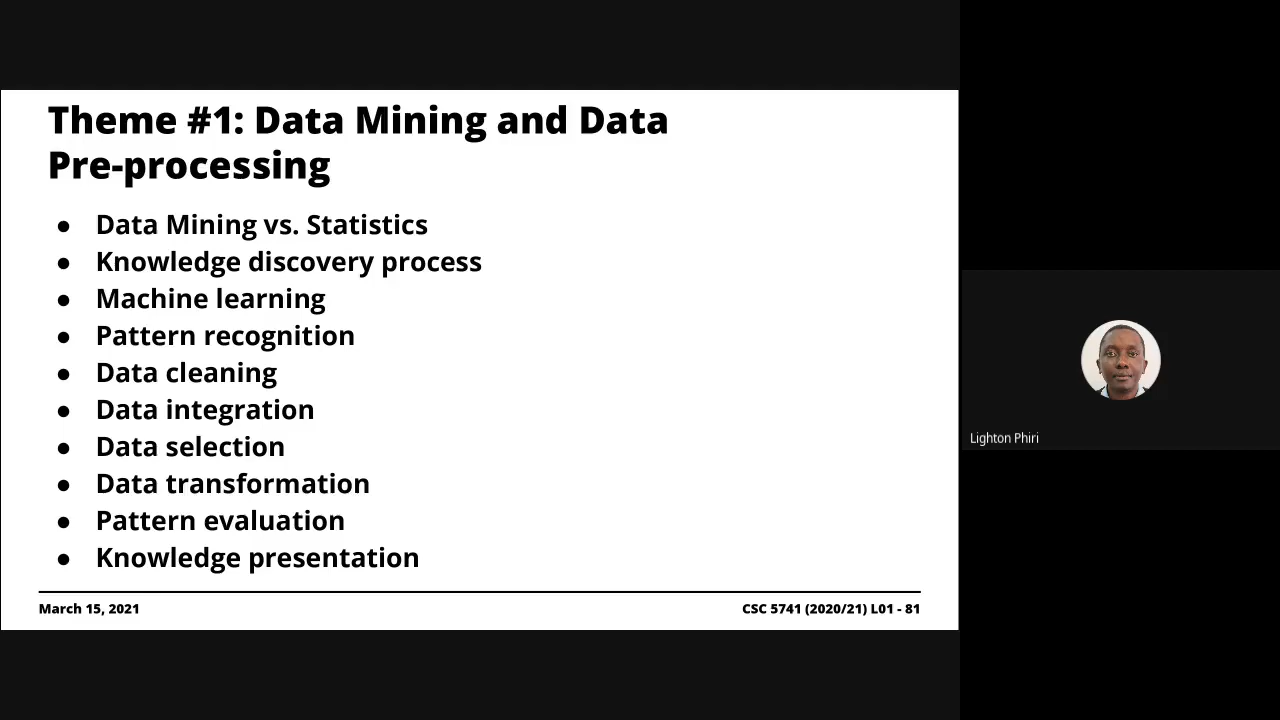 Theme #1: Data Mining and Data
Pre-processing
● Data Mining vs. Statistics
● Knowledge discovery process
● Machine learning
● Pattern recognition
● Data cleaning
● Data integration
● Data selection
● Data transformation
● Pattern evaluation
● Knowledge presentation
March 15, 2021
CSC 5741 (2020/21) L01 - 81
Lighton Phiri